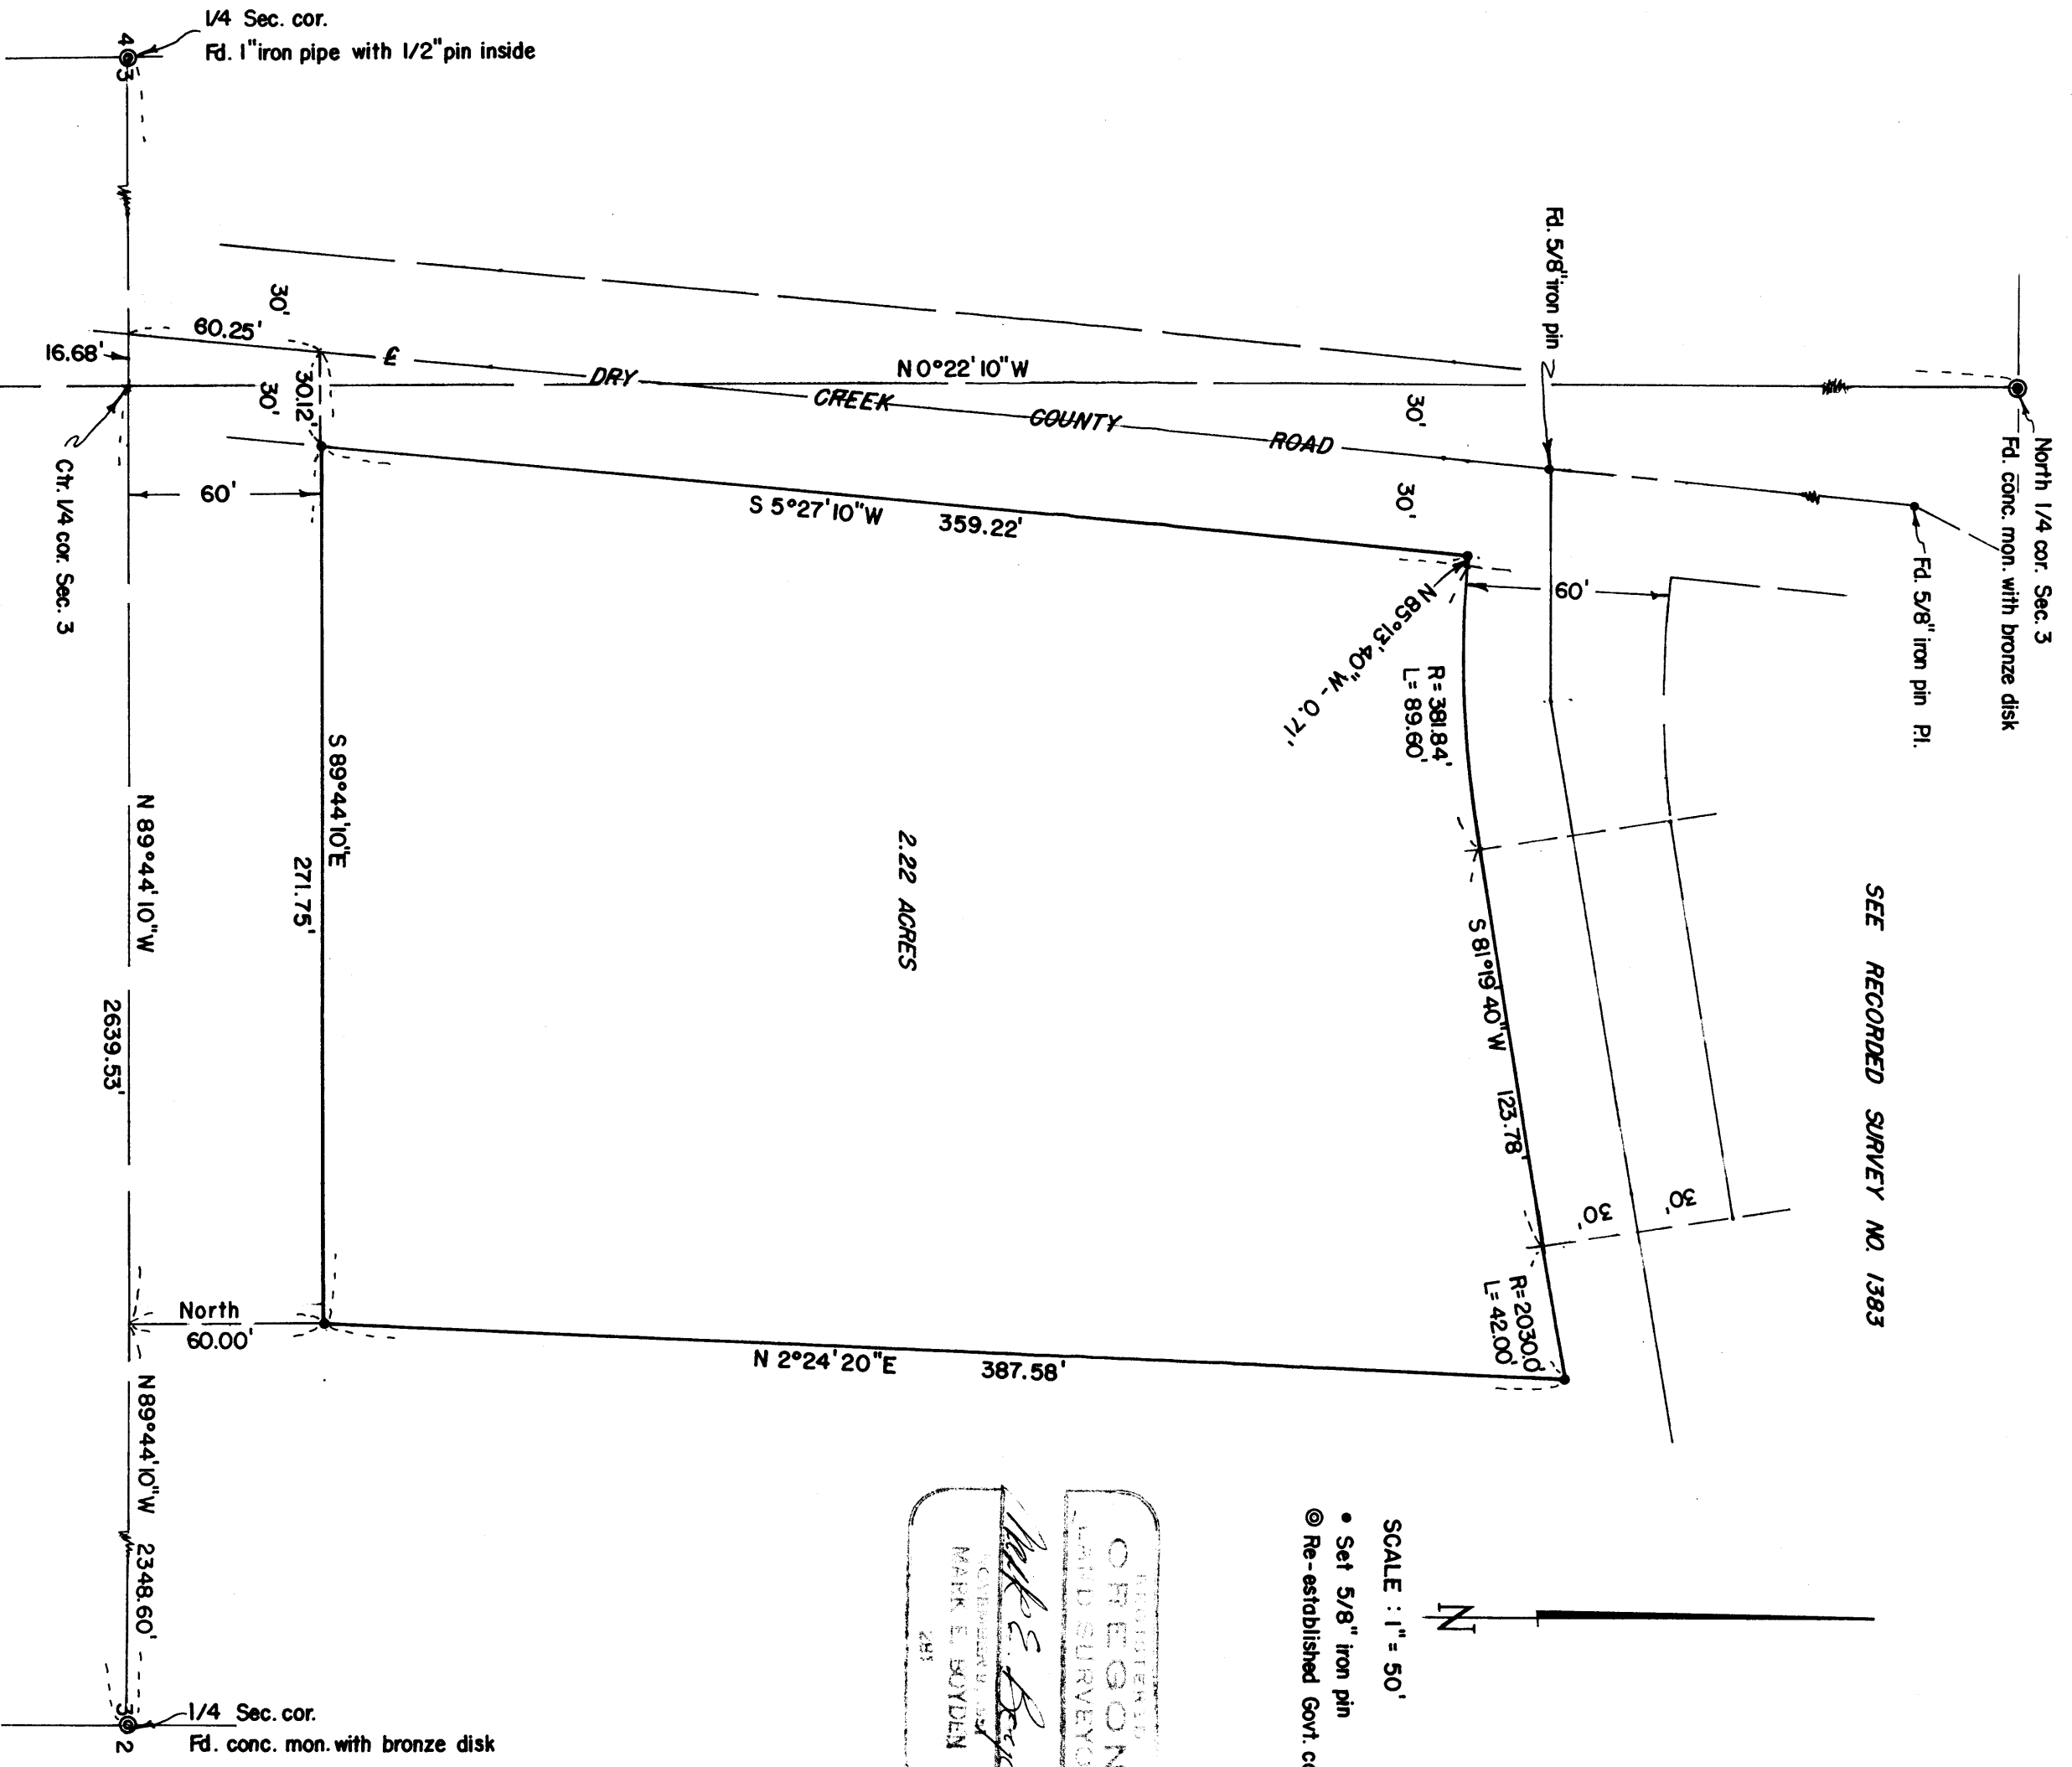 1/4 Sec. cor.
Fd. 1" iron pipe with 1/2" pin inside
4
3
North 1/4 cor. Sec. 3
Fd. conc. mon. with bronze disk
Fd. 5/8" iron pin P.I.
Fd. 5/8" iron pin
60.25'
30'
30'
30.12'
16.68'
Ctr. 1/4 cor. Sec. 3
60'
£
DRY CREEK COUNTY ROAD
N 0°22'10"W
30'
30'
S 5°27'10"W 359.22'
60'
N 85°13'40"W - 0.71'
R= 381.84'
L= 89.60'
S 81°19'40"W 123.78'
30'
30'
R=2030.0'
L= 42.00'
SEE RECORDED SURVEY NO. 1383
2.22 ACRES
S 89°44'10"E
271.75'
N 89°44'10"W
2639.53'
North
60.00'
N 2°24'20"E 387.58'
N89°44'10"W 2348.60'
3
2
1/4 Sec. cor.
Fd. conc. mon. with bronze disk
SCALE : 1" = 50'
• Set 5/8" iron pin
◎ Re-established Govt.
N
REGISTERED
OREGON
LAND SURVEYO
Mark E.
MARK E. BOYDEN